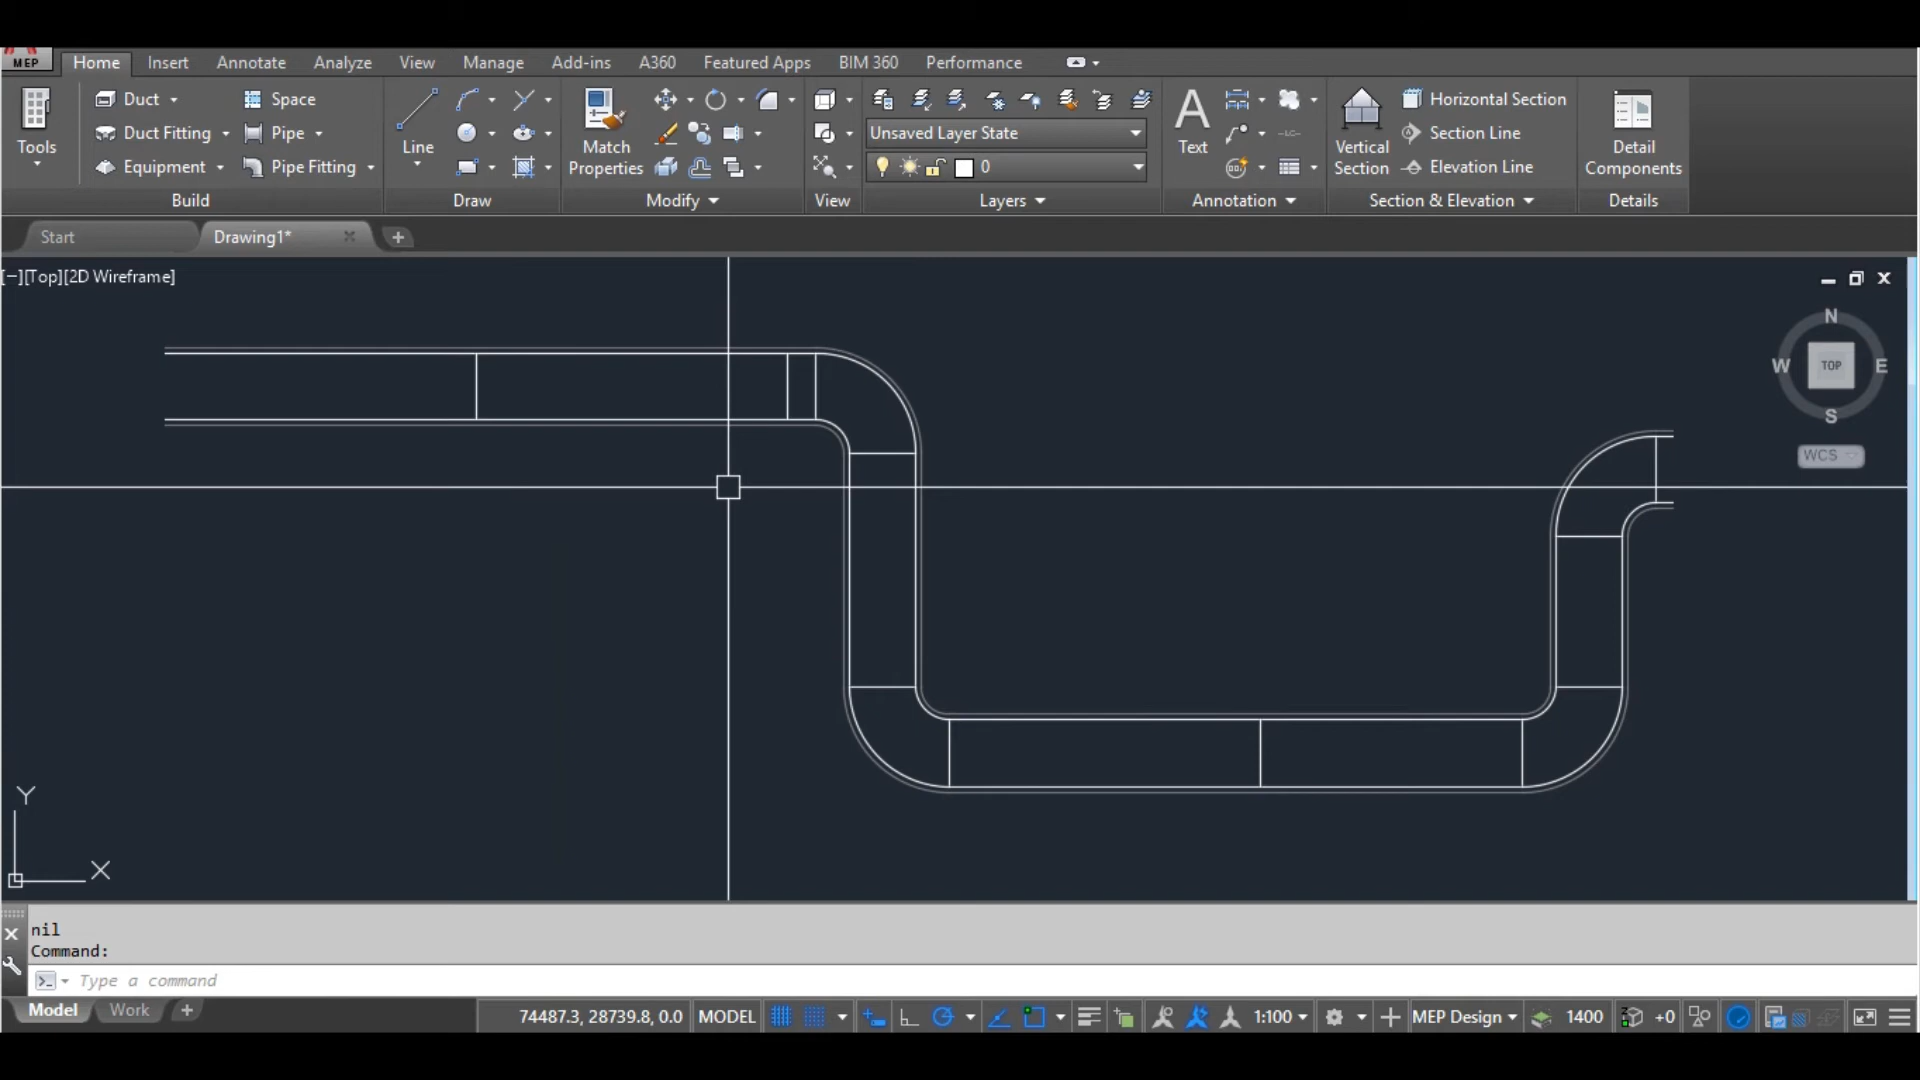 MEP
Home Insert Annotate Analyze View Manage Add-ins A360 Featured Apps BIM 360 Performance
Tools
Duct
Duct Fitting
Equipment
Space
Pipe
Pipe Fitting
Build
Line
Draw
Match
Properties
Modify
View
Unsaved Layer State
0
Layers
Text
Annotation
Vertical
Section
Horizontal Section
Section Line
Elevation Line
Section & Elevation
Detail
Components
Details
Start
Drawing1*
[−][Top][2D Wireframe]
N
W TOP E
S
WCS
Y
X
nil
Command:
Type a command
Model Work
74487.3, 28739.8, 0.0 MODEL 1:100 MEP Design 1400 +0